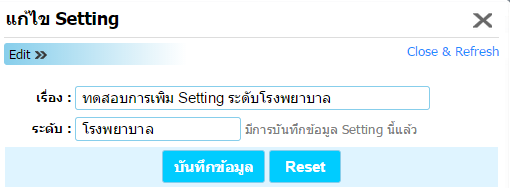 แก้ไข Setting
Edit >>
Close & Refresh
เรื่อง : ทดสอบการเพิ่ม Setting ระดับโรงพยาบาล
ระดับ : โรงพยาบาล มีการบันทึกข้อมูล Setting นี้แล้ว
บันทึกข้อมูล Reset